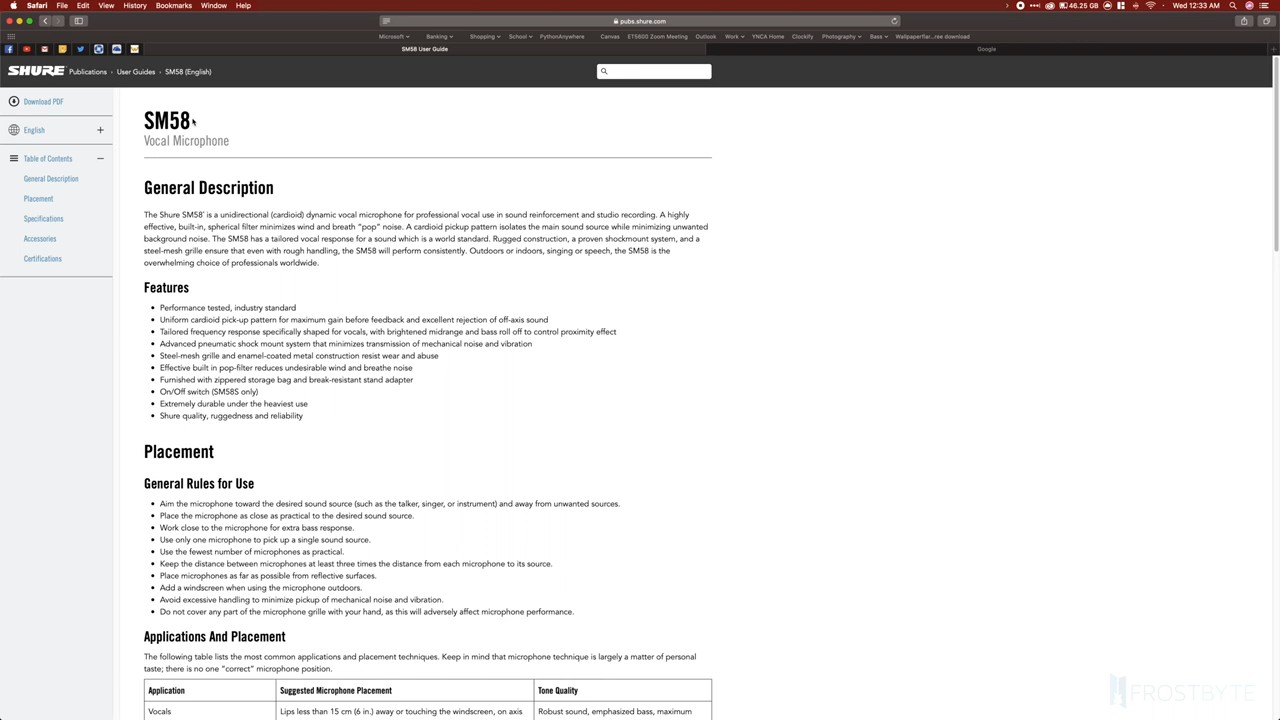 Safari File Edit View History Bookmarks Window Help 46.25 GB Wed 12:33 AM
pubs.shure.com
Microsoft Banking Shopping School PythonAnywhere Canvas ET5600 Zoom Meeting Outlook Work YNCA Home Clockify Photography Bass Wallpaperflar...ree download
SM58 User Guide Google
SHURE Publications › User Guides › SM58 (English)
Download PDF
English
Table of Contents
General Description
Placement
Specifications
Accessories
Certifications
SM58
Vocal Microphone
General Description
The Shure SM58® is a unidirectional (cardioid) dynamic vocal microphone for professional vocal use in sound reinforcement and studio recording. A highly
effective, built-in, spherical filter minimizes wind and breath “pop” noise. A cardioid pickup pattern isolates the main sound source while minimizing unwanted
background noise. The SM58 has a tailored vocal response for a sound which is a world standard. Rugged construction, a proven shockmount system, and a
steel-mesh grille ensure that even with rough handling, the SM58 will perform consistently. Outdoors or indoors, singing or speech, the SM58 is the
overwhelming choice of professionals worldwide.
Features
• Performance tested, industry standard
• Uniform cardioid pick-up pattern for maximum gain before feedback and excellent rejection of off-axis sound
• Tailored frequency response specifically shaped for vocals, with brightened midrange and bass roll off to control proximity effect
• Advanced pneumatic shock mount system that minimizes transmission of mechanical noise and vibration
• Steel-mesh grille and enamel-coated metal construction resist wear and abuse
• Effective built in pop-filter reduces undesirable wind and breathe noise
• Furnished with zippered storage bag and break-resistant stand adapter
• On/Off switch (SM58S only)
• Extremely durable under the heaviest use
• Shure quality, ruggedness and reliability
Placement
General Rules for Use
• Aim the microphone toward the desired sound source (such as the talker, singer, or instrument) and away from unwanted sources.
• Place the microphone as close as practical to the desired sound source.
• Work close to the microphone for extra bass response.
• Use only one microphone to pick up a single sound source.
• Use the fewest number of microphones as practical.
• Keep the distance between microphones at least three times the distance from each microphone to its source.
• Place microphones as far as possible from reflective surfaces.
• Add a windscreen when using the microphone outdoors.
• Avoid excessive handling to minimize pickup of mechanical noise and vibration.
• Do not cover any part of the microphone grille with your hand, as this will adversely affect microphone performance.
Applications And Placement
The following table lists the most common applications and placement techniques. Keep in mind that microphone technique is largely a matter of personal
taste; there is no one “correct” microphone position.
Application Suggested Microphone Placement Tone Quality
Vocals Lips less than 15 cm (6 in.) away or touching the windscreen, on axis Robust sound, emphasized bass, maximum
FROSTBYTE